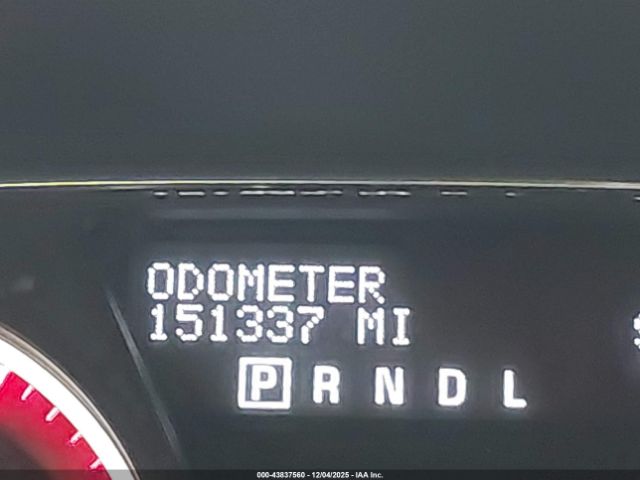 ODOMETER
151337 MI
P R N D L
000-43837560 - 12/04/2025 - IAA Inc.